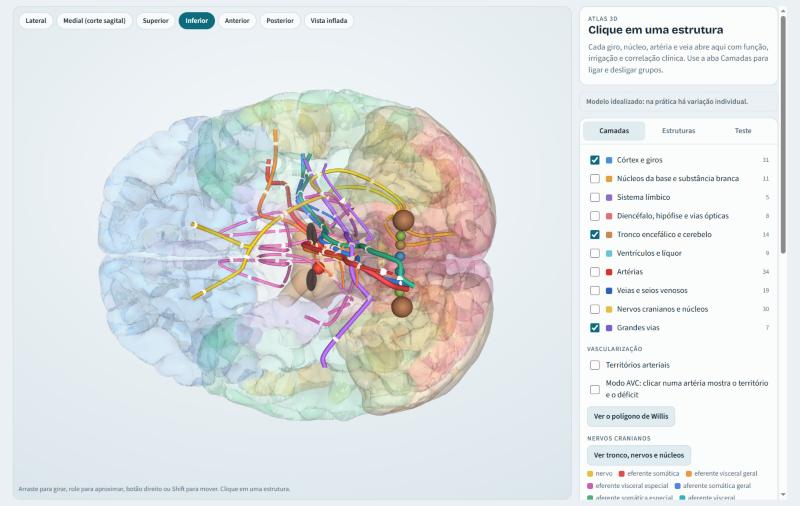 Lateral
Medial (corte sagital)
Superior
Inferior
Anterior
Posterior
Vista inflada
Arraste para girar, role para aproximar, botão direito ou Shift para mover. Clique em uma estrutura.
ATLAS 3D
Clique em uma estrutura
Cada giro, núcleo, artéria e veia abre aqui com função,
irrigação e correlação clínica. Use a aba Camadas para
ligar e desligar grupos.
Modelo idealizado: na prática há variação individual.
Camadas
Estruturas
Teste
Córtex e giros 31
Núcleos da base e substância branca 11
Sistema límbico 5
Diencéfalo, hipófise e vias ópticas 8
Tronco encefálico e cerebelo 14
Ventrículos e líquor 9
Artérias 34
Veias e seios venosos 19
Nervos cranianos e núcleos 30
Grandes vias 7
VASCULARIZAÇÃO
Territórios arteriais
Modo AVC: clicar numa artéria mostra o território
e o déficit
Ver o polígono de Willis
NERVOS CRANIANOS
Ver tronco, nervos e núcleos
nervo
eferente somática
eferente visceral geral
eferente visceral especial
aferente somática geral
aferente somática especial
aferente visceral